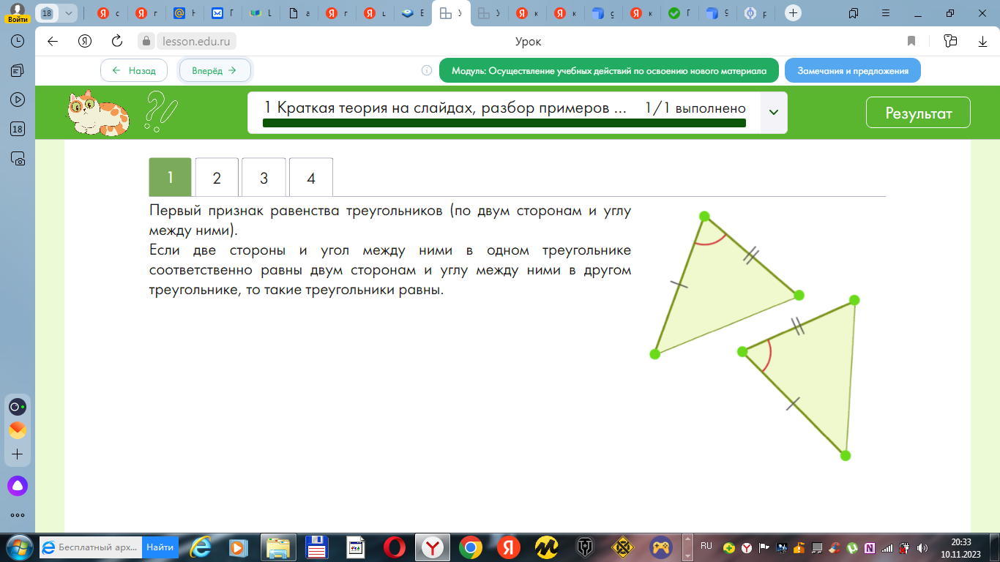 18
с
г
Н
Г
L
а
г
ц
Е
У
У
к
к
g
к
Г
9
р
Войти
lesson.edu.ru
Урок
Назад
Вперёд
Модуль: Осуществление учебных действий по освоению нового материала
Замечания и предложения
1 Краткая теория на слайдах, разбор примеров ... 1/1 выполнено
Результат
18
1 2 3 4
Первый признак равенства треугольников (по двум сторонам и углу
между ними).
Если две стороны и угол между ними в одном треугольнике
соответственно равны двум сторонам и углу между ними в другом
треугольнике, то такие треугольники равны.
Бесплатный арх...
Найти
RU
20:33
10.11.2023